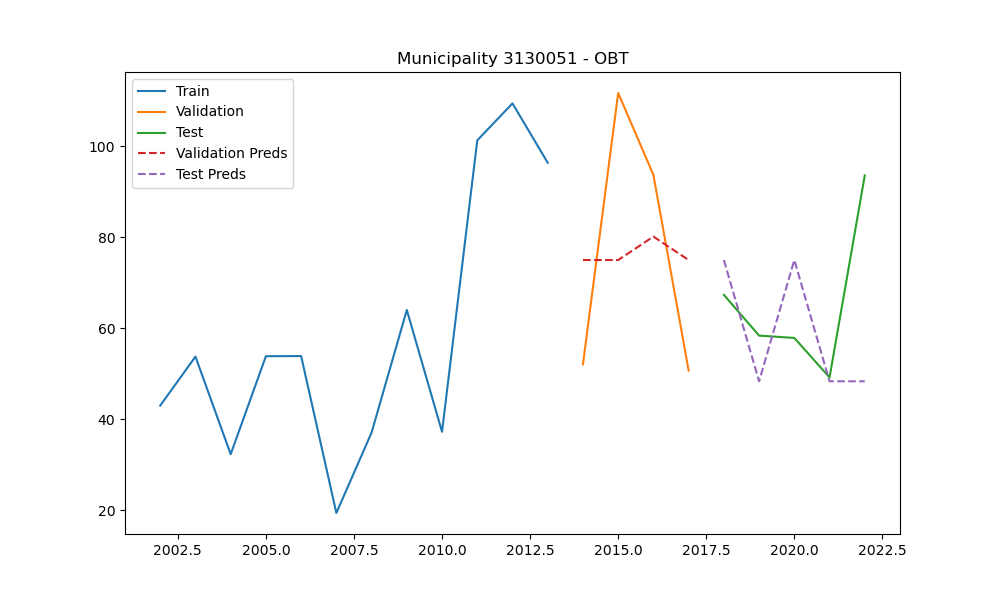 Municipality 3130051 - OBT
Train
Validation
Test
Validation Preds
Test Preds
100
80
60
40
20
2002.5 2005.0 2007.5 2010.0 2012.5 2015.0 2017.5 2020.0 2022.5